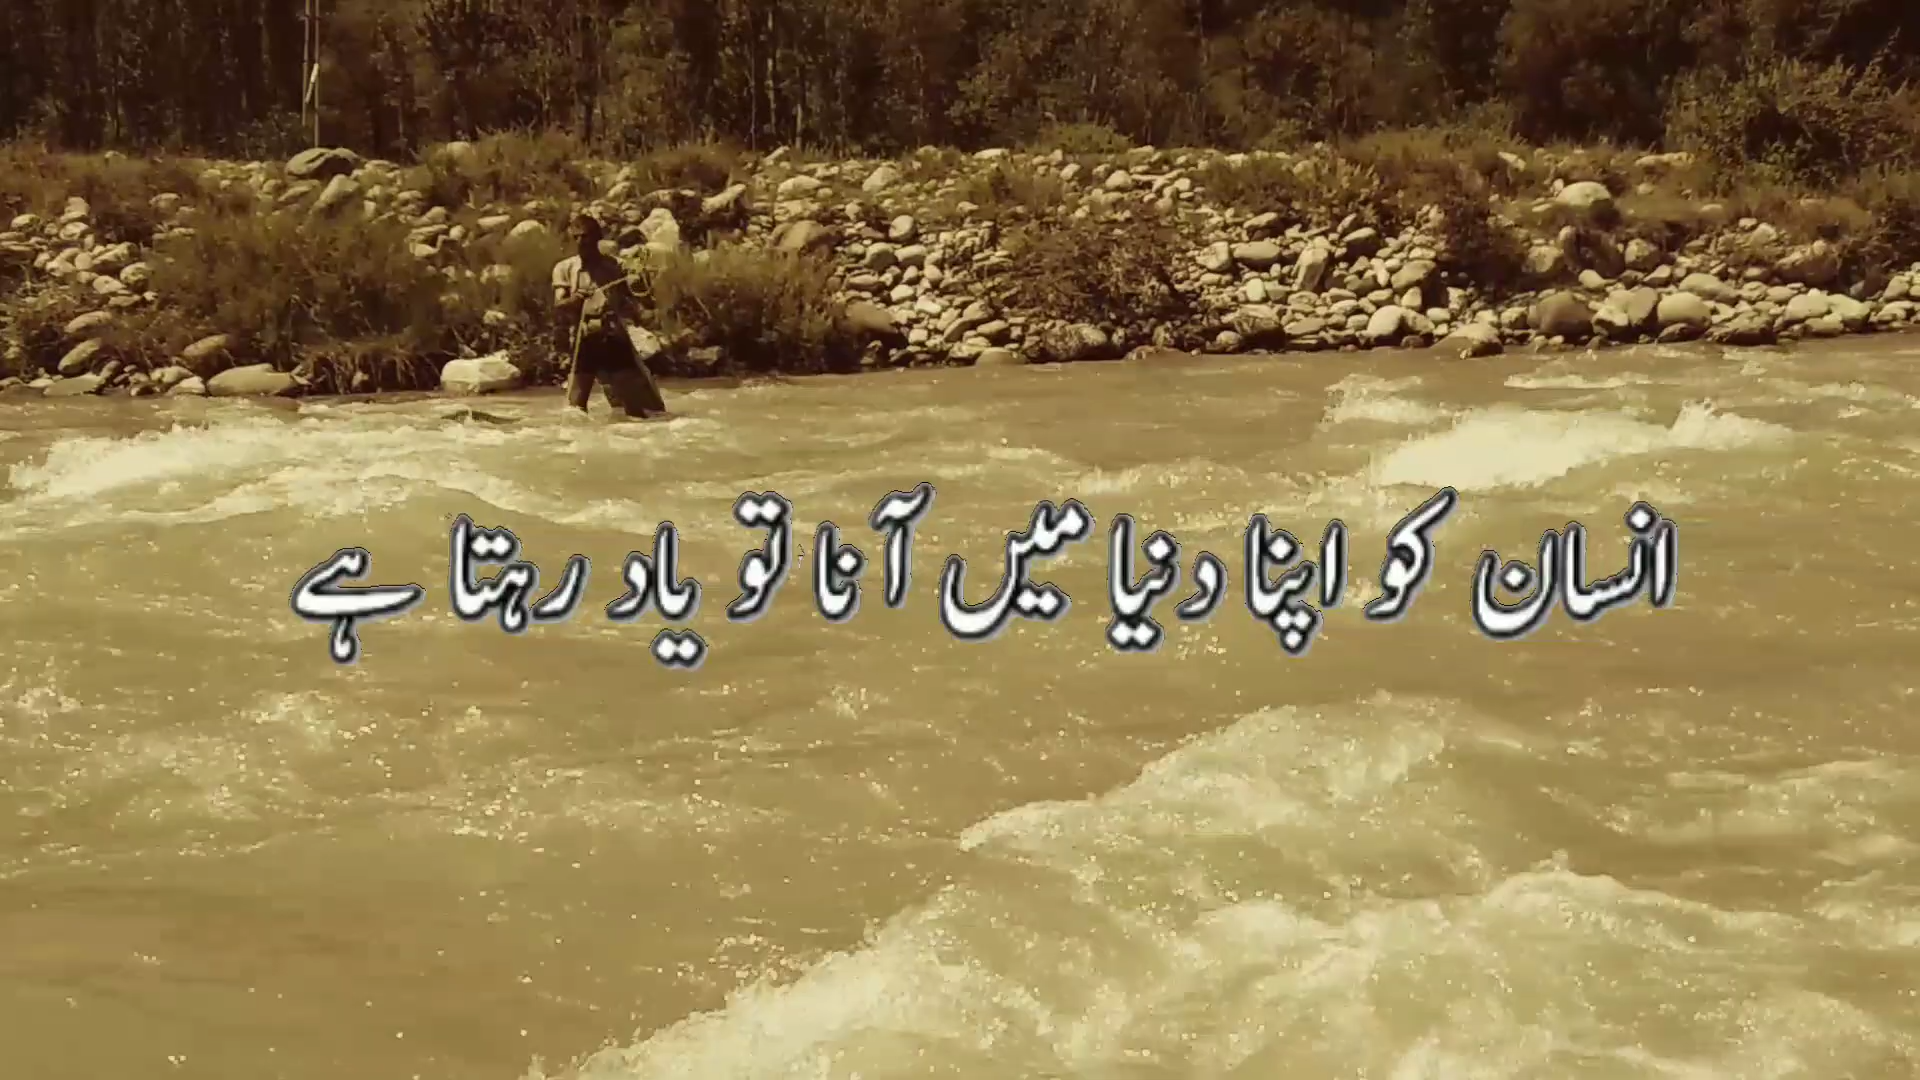 انسان کو اپنا دنیا میں آنا تو یاد رہتا ہے